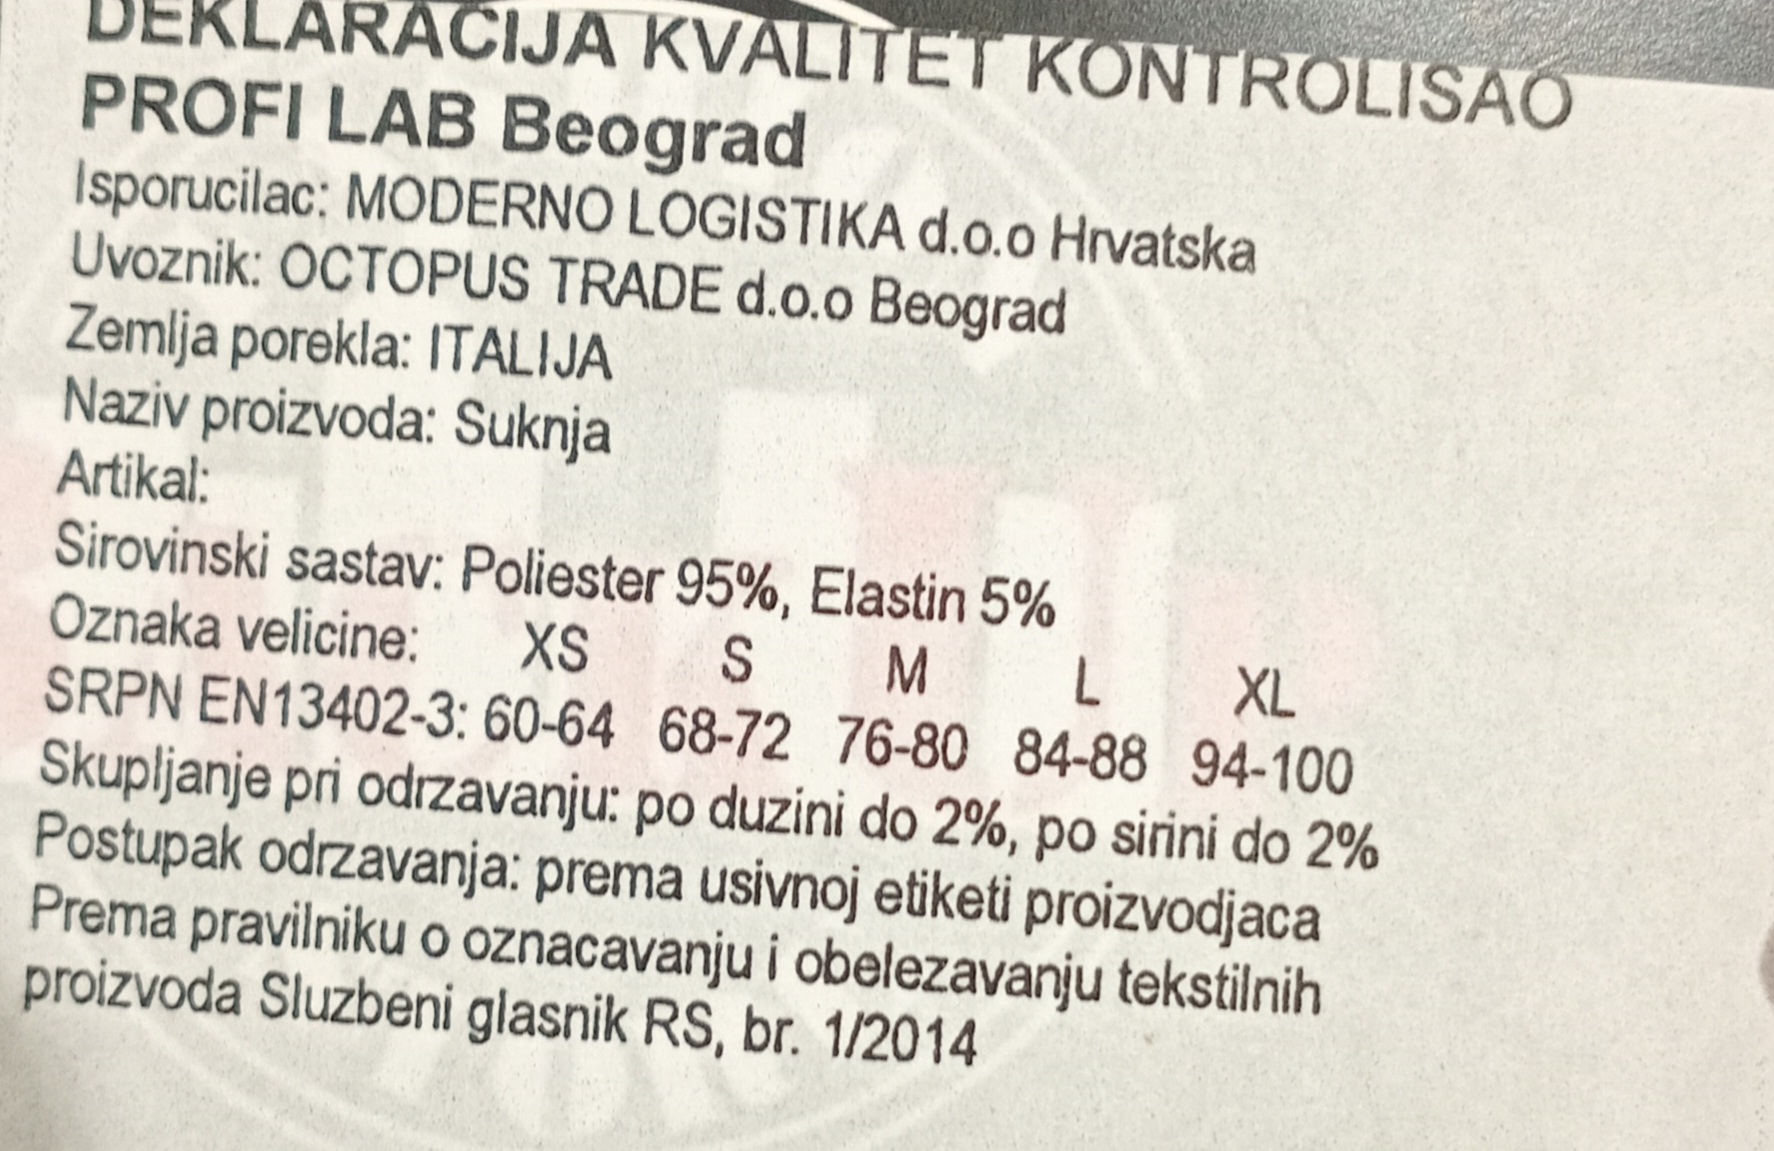 DEKLARACIJA KVALITET KONTROLISAO
PROFI LAB Beograd
Isporucilac: MODERNO LOGISTIKA d.o.o Hrvatska
Uvoznik: OCTOPUS TRADE d.o.o Beograd
Zemlja porekla: ITALIJA
Naziv proizvoda: Suknja
Artikal:
Sirovinski sastav: Poliester 95%, Elastin 5%
Oznaka velicine: XS S M L XL
SRPN EN13402-3: 60-64 68-72 76-80 84-88 94-100
Skupljanje pri odrzavanju: po duzini do 2%, po sirini do 2%
Postupak odrzavanja: prema usivnoj etiketi proizvodjaca
Prema pravilniku o oznacavanju i obelezavanju tekstilnih
proizvoda Sluzbeni glasnik RS, br. 1/2014